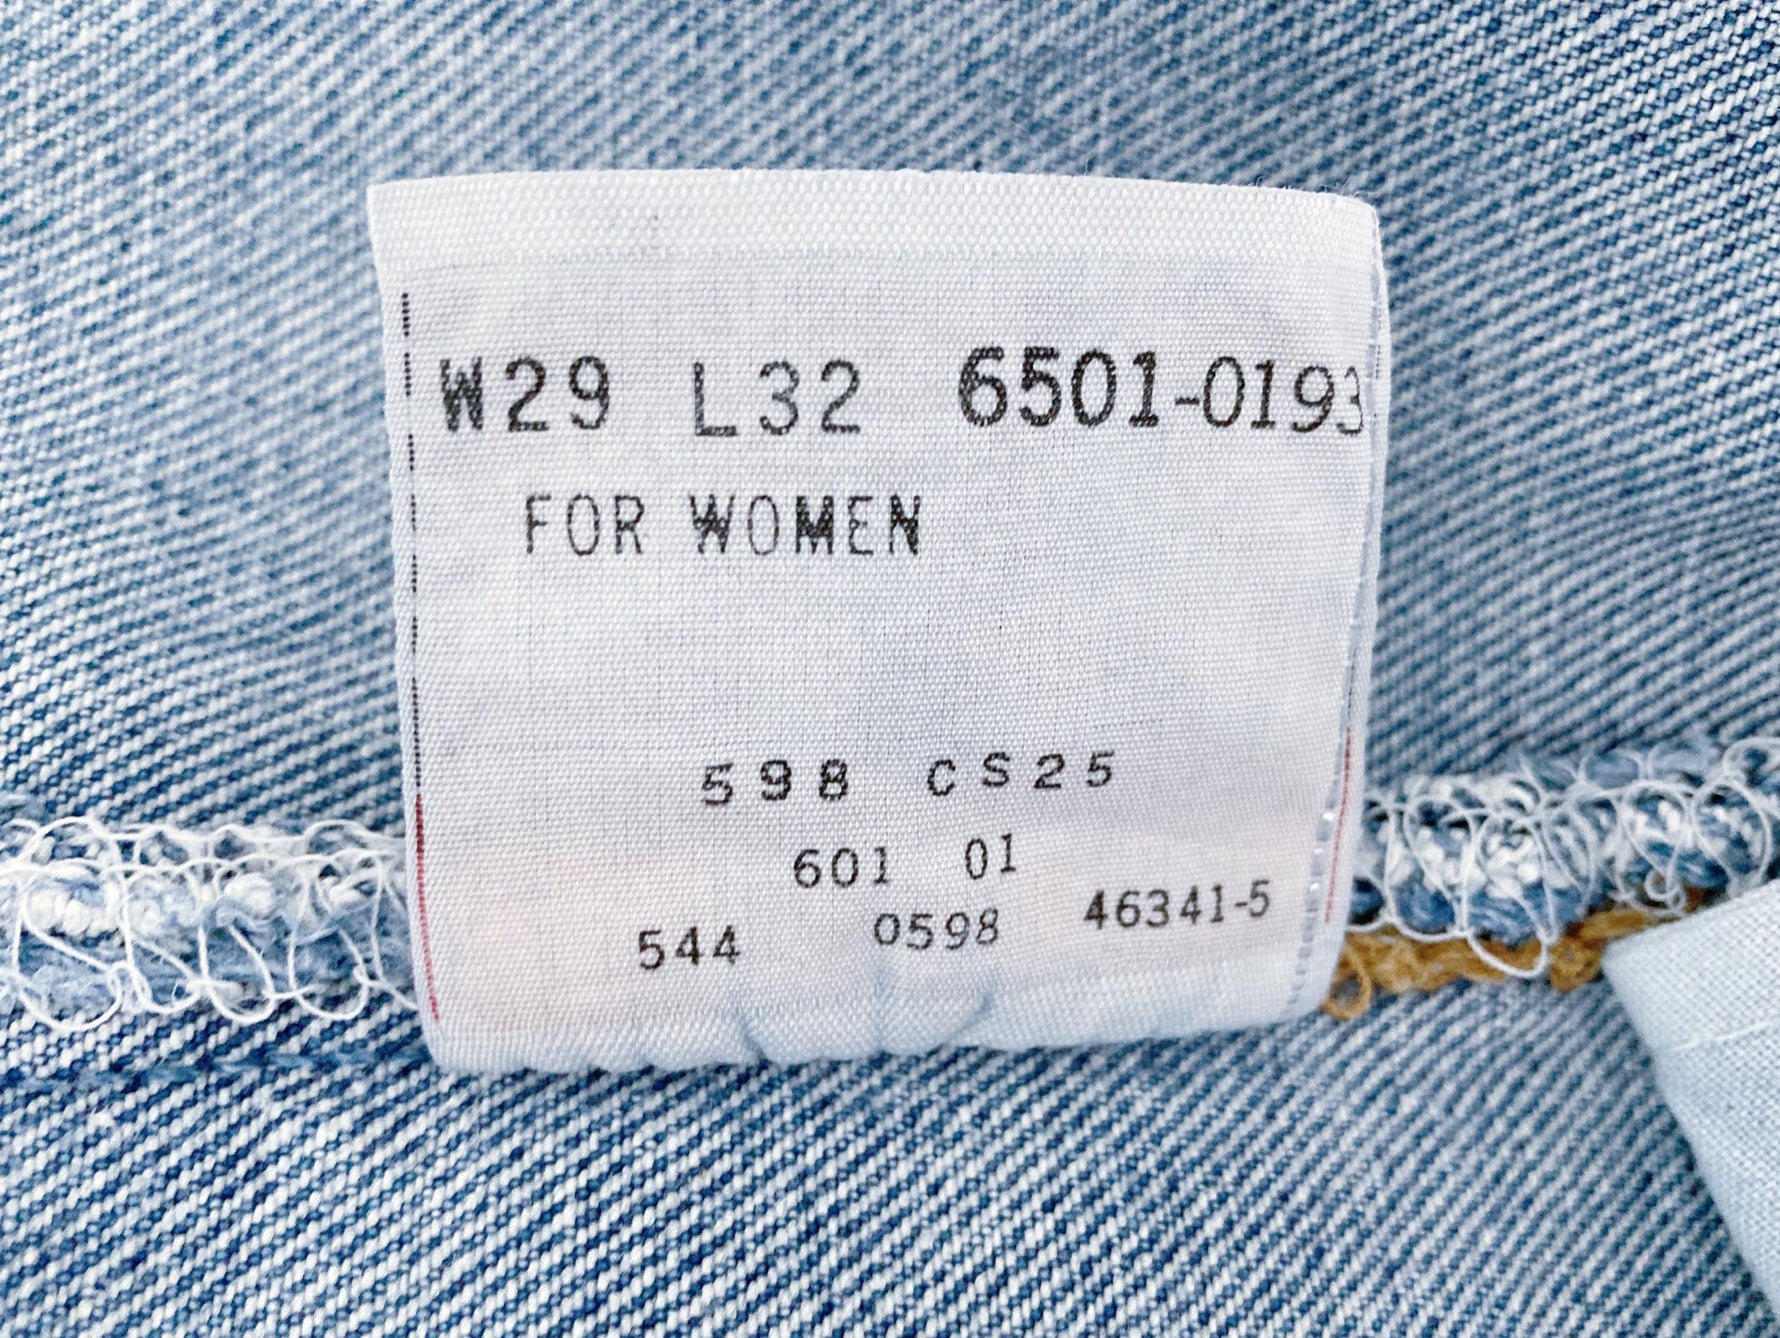 W29 L32 6501-0193
FOR WOMEN
598 CS25
601 01
544 0598 46341-5